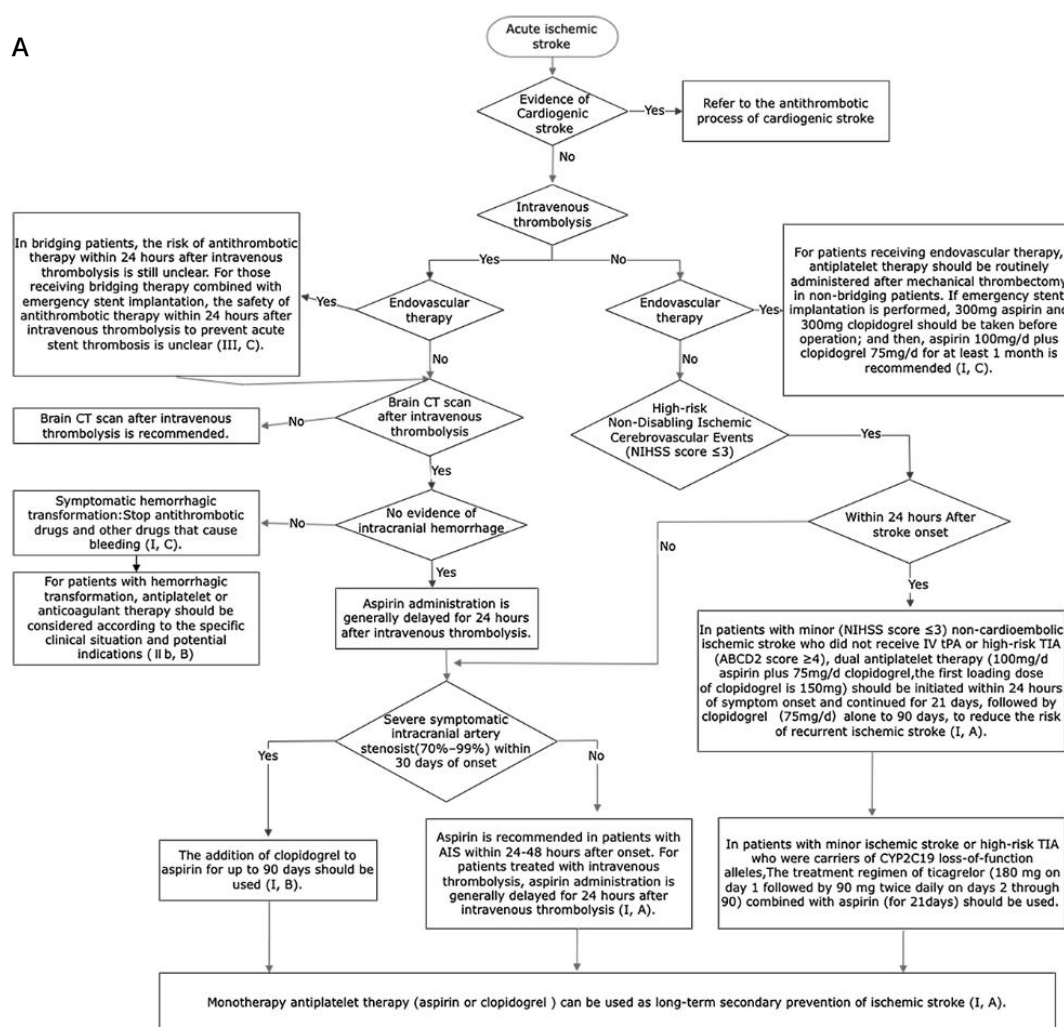 A
Acute ischemic
stroke
Evidence of
Cardiogenic
stroke
Yes
Refer to the antithrombotic
process of cardiogenic stroke
No
Intravenous
thrombolysis
Yes
No
In bridging patients, the risk of antithrombotic
therapy within 24 hours after intravenous
thrombolysis is still unclear. For those
receiving bridging therapy combined with
emergency stent implantation, the safety of
antithrombotic therapy within 24 hours after
intravenous thrombolysis to prevent acute
stent thrombosis is unclear (III, C).
Yes
Endovascular
therapy
Endovascular
therapy
Yes
For patients receiving endovascular therapy,
antiplatelet therapy should be routinely
administered after mechanical thrombectomy
in non-bridging patients. If emergency stent
implantation is performed, 300mg aspirin and
300mg clopidogrel should be taken before
operation; and then, aspirin 100mg/d plus
clopidogrel 75mg/d for at least 1 month is
recommended (I, C).
No
No
Brain CT scan after intravenous
thrombolysis is recommended.
No
Brain CT scan
after intravenous
thrombolysis
High-risk
Non-Disabling Ischemic
Cerebrovascular Events
(NIHSS score ≤3)
Yes
Yes
Symptomatic hemorrhagic
transformation:Stop antithrombotic
drugs and other drugs that cause
bleeding (I, C).
No
No evidence of
intracranial hemorrhage
Within 24 hours After
stroke onset
No
Yes
Yes
For patients with hemorrhagic
transformation, antiplatelet or
anticoagulant therapy should be
considered according to the specific
clinical situation and potential
indications (Ⅱb, B)
Aspirin administration is
generally delayed for 24 hours
after intravenous thrombolysis.
In patients with minor (NIHSS score ≤3) non-cardioembolic
ischemic stroke who did not receive IV tPA or high-risk TIA
(ABCD2 score ≥4), dual antiplatelet therapy (100mg/d
aspirin plus 75mg/d clopidogrel,the first loading dose
of clopidogrel is 150mg) should be initiated within 24 hours
of symptom onset and continued for 21 days, followed by
clopidogrel (75mg/d) alone to 90 days, to reduce the risk
of recurrent ischemic stroke (I, A).
Severe symptomatic
intracranial artery
stenosist(70%–99%) within
30 days of onset
Yes
No
The addition of clopidogrel to
aspirin for up to 90 days should be
used (I, B).
Aspirin is recommended in patients with
AIS within 24-48 hours after onset. For
patients treated with intravenous
thrombolysis, aspirin administration is
generally delayed for 24 hours after
intravenous thrombolysis (I, A).
In patients with minor ischemic stroke or high-risk TIA
who were carriers of CYP2C19 loss-of-function
alleles,The treatment regimen of ticagrelor (180 mg on
day 1 followed by 90 mg twice daily on days 2 through
90) combined with aspirin (for 21days) should be used.
Monotherapy antiplatelet therapy (aspirin or clopidogrel ) can be used as long-term secondary prevention of ischemic stroke (I, A).